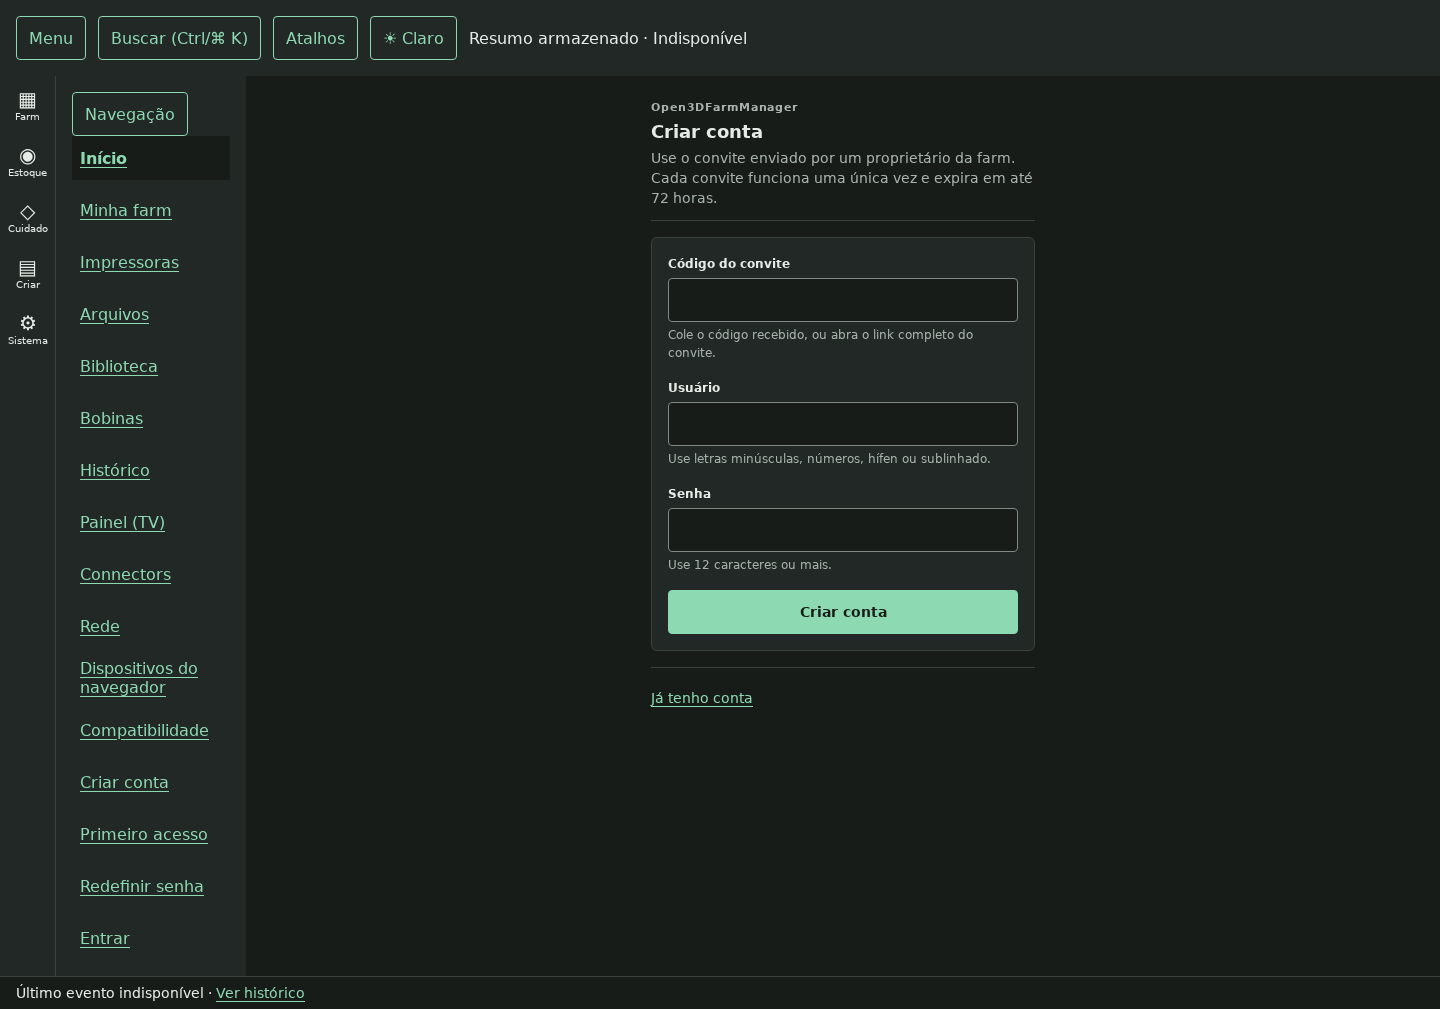 Menu
Buscar (Ctrl/⌘ K)
Atalhos
☀ Claro
Resumo armazenado · Indisponível
Farm
Estoque
Cuidado
Criar
Sistema
Navegação
Início
Minha farm
Impressoras
Arquivos
Biblioteca
Bobinas
Histórico
Painel (TV)
Connectors
Rede
Dispositivos do
navegador
Compatibilidade
Criar conta
Primeiro acesso
Redefinir senha
Entrar
Open3DFarmManager
Criar conta
Use o convite enviado por um proprietário da farm.
Cada convite funciona uma única vez e expira em até
72 horas.
Código do convite
Cole o código recebido, ou abra o link completo do
convite.
Usuário
Use letras minúsculas, números, hífen ou sublinhado.
Senha
Use 12 caracteres ou mais.
Criar conta
Já tenho conta
Último evento indisponível · Ver histórico